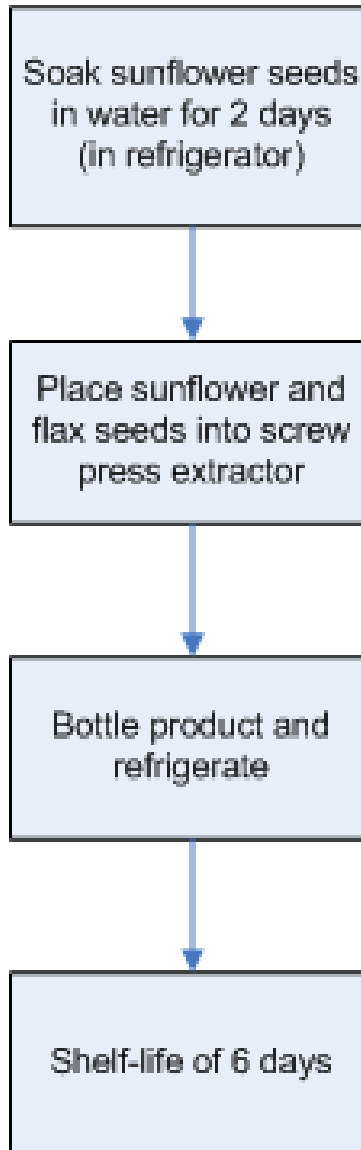 Soak sunflower seeds
in water for 2 days
(in refrigerator)
Place sunflower and
flax seeds into screw
press extractor
Bottle product and
refrigerate
Shelf-life of 6 days